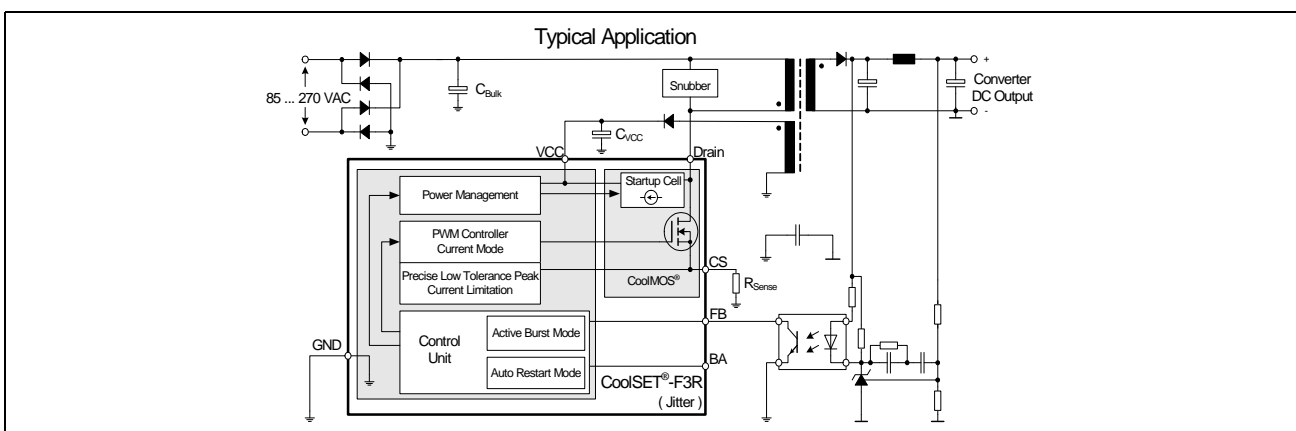 Typical Application
+
Snubber
CBulk
Converter
DC Output
85 ... 270 VAC
-
CVCC
VCC
Drain
Startup Cell
Power Management
PWM Controller
Current Mode
CS
Precise Low Tolerance Peak
Current Limitation
CoolMOS®
RSense
FB
Control
Unit
Active Burst Mode
GND
BA
Auto Restart Mode
CoolSET®-F3R
( Jitter )